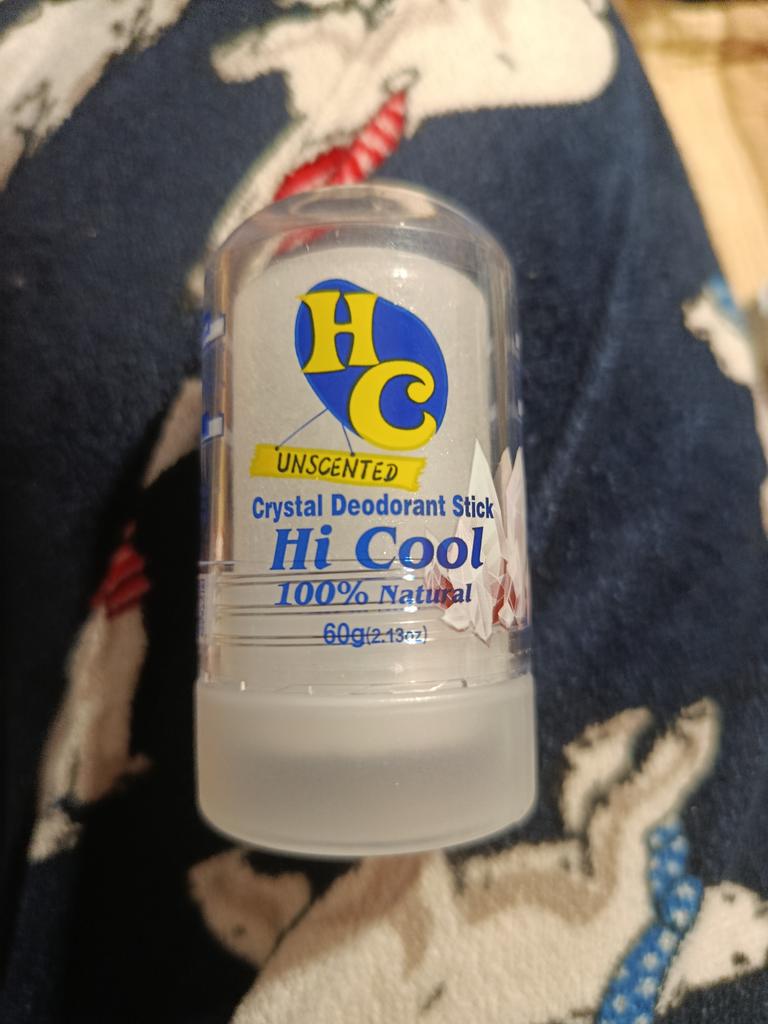 HC
UNSCENTED
Crystal Deodorant Stick
Hi Cool
100% Natural
60g(2.13oz)